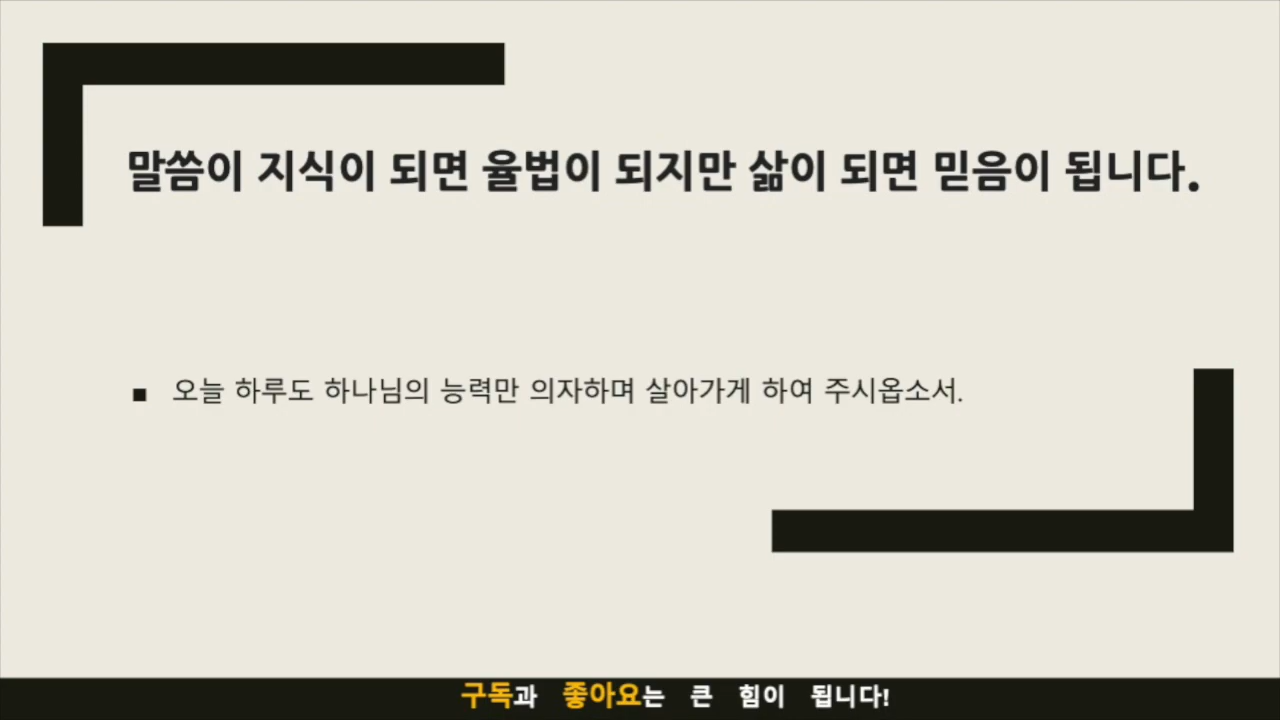 말씀이 지식이 되면 율법이 되지만 삶이 되면 믿음이 됩니다.
▪ 오늘 하루도 하나님의 능력만 의자하며 살아가게 하여 주시옵소서.
구독과 좋아요는 큰 힘이 됩니다!